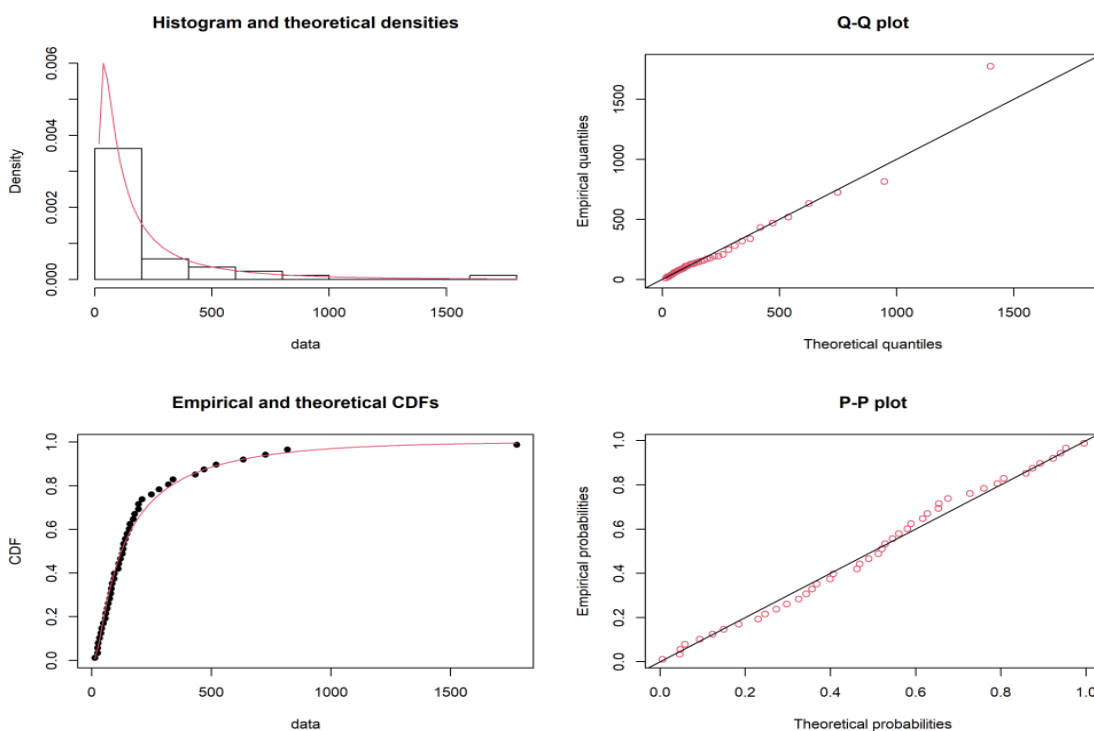 Histogram and theoretical densities
Density
0.000 0.002 0.004 0.006
0 500 1000 1500
data
Q-Q plot
Empirical quantiles
0 500 1000 1500
0 500 1000 1500
Theoretical quantiles
Empirical and theoretical CDFs
CDF
0.0 0.2 0.4 0.6 0.8 1.0
0 500 1000 1500
data
P-P plot
Empirical probabilities
0.0 0.2 0.4 0.6 0.8 1.0
0.0 0.2 0.4 0.6 0.8 1.0
Theoretical probabilities